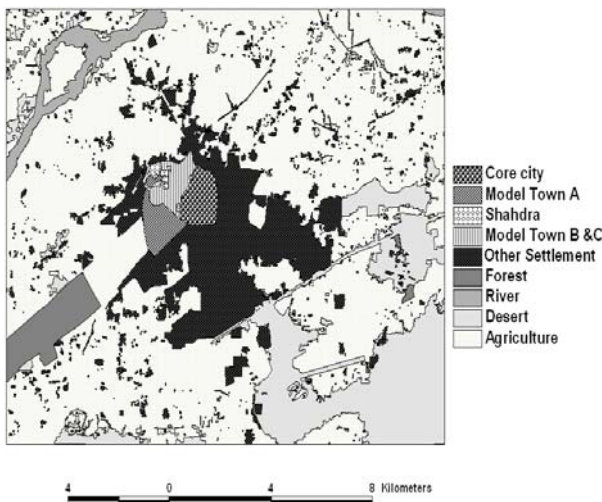 Core city
Model Town A
Shahdra
Model Town B &C
Other Settlement
Forest
River
Desert
Agriculture
4 0 4 8 Kilometers